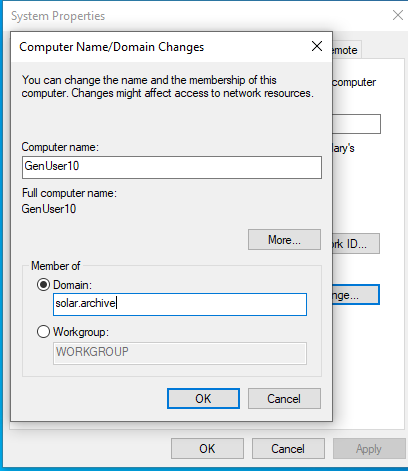 System Properties
Computer Name/Domain Changes
emote
You can change the name and the membership of this
computer. Changes might affect access to network resources.
computer
Computer name:
GenUser10
ary's
Full computer name:
GenUser10
More...
rk ID...
Member of
Domain:
solar.archive
nge...
Workgroup:
WORKGROUP
OK
Cancel
OK
Cancel
Apply